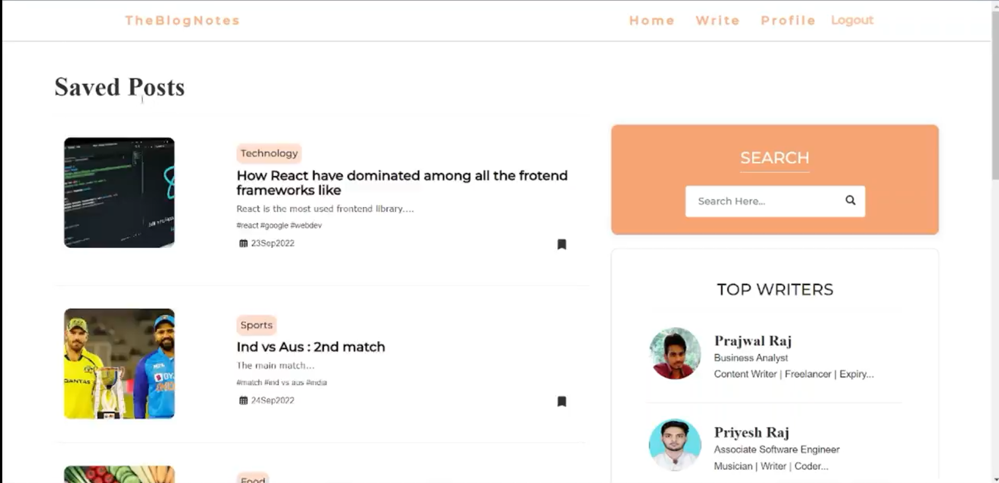 TheBlogNotes
Home Write Profile Logout
Saved Posts
Technology
How React have dominated among all the frotend
frameworks like
React is the most used frontend library....
#react #google #webdev
23Sep2022
Sports
Ind vs Aus : 2nd match
The main match...
#match #ind vs aus #india
24Sep2022
Food
SEARCH
Search Here...
TOP WRITERS
Prajwal Raj
Business Analyst
Content Writer | Freelancer | Expiry...
Priyesh Raj
Associate Software Engineer
Musician | Writer | Coder...
QANTAS